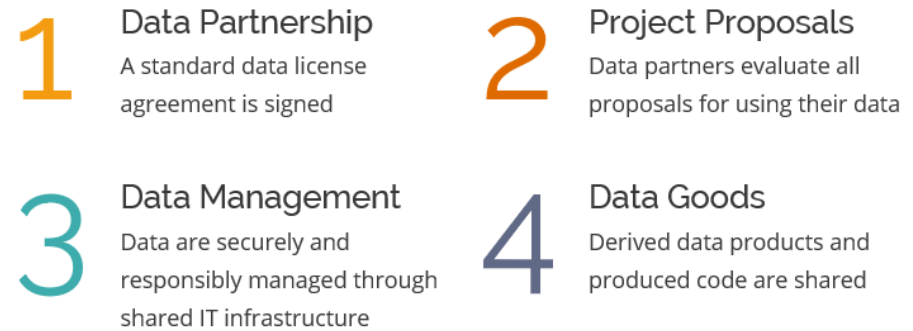 1
Data Partnership
A standard data license
agreement is signed
2
Project Proposals
Data partners evaluate all
proposals for using their data
3
Data Management
Data are securely and
responsibly managed through
shared IT infrastructure
4
Data Goods
Derived data products and
produced code are shared